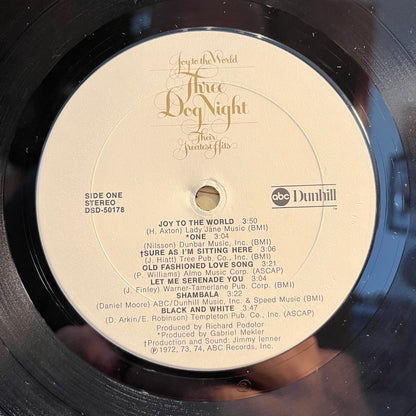 Joy to the World
Three
Dog Night
Their
Greatest Hits
SIDE ONE
STEREO
DSD-50178
abc Dunhill
TM
JOY TO THE WORLD 3:50
(H. Axton) Lady Jane Music (BMI)
*ONE 3:04
(Nilsson) Dunbar Music, Inc. (BMI)
†SURE AS I'M SITTING HERE 3:06
(J. Hiatt) Tree Pub. Co., Inc. (BMI)
OLD FASHIONED LOVE SONG 3:21
(P. Williams) Almo Music Corp. (ASCAP)
LET ME SERENADE YOU 3:04
(J. Finley) Warner-Tamerlane Pub. Corp. (BMI)
SHAMBALA 3:22
(Daniel Moore) ABC/Dunhill Music, Inc. & Speed Music (BMI)
BLACK AND WHITE 3:47
(D. Arkin/E. Robinson) Templeton Pub. Co., Inc. (ASCAP)
Produced by Richard Podolor
*Produced by Gabriel Mekler
†Production and Sound: Jimmy Ienner
℗1972, 73, 74, ABC Records, Inc.